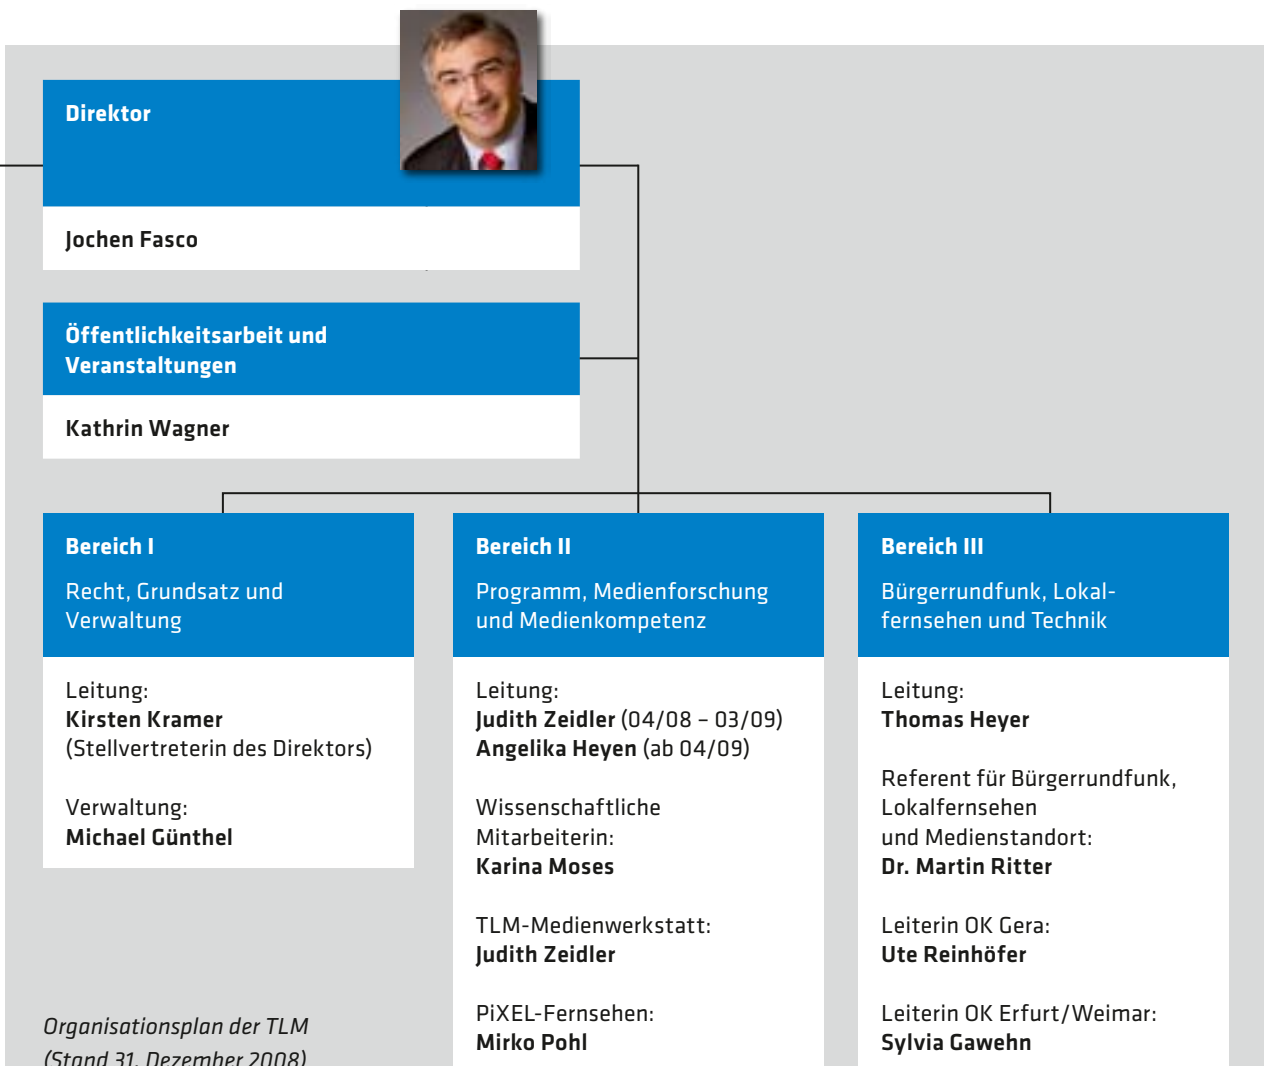 Direktor
Jochen Fasco
Öffentlichkeitsarbeit und
Veranstaltungen
Kathrin Wagner
Bereich I
Recht, Grundsatz und
Verwaltung
Leitung:
Kirsten Kramer
(Stellvertreterin des Direktors)
Verwaltung:
Michael Günthel
Bereich II
Programm, Medienforschung
und Medienkompetenz
Leitung:
Judith Zeidler (04/08 – 03/09)
Angelika Heyen (ab 04/09)
Wissenschaftliche
Mitarbeiterin:
Karina Moses
TLM-Medienwerkstatt:
Judith Zeidler
PiXEL-Fernsehen:
Mirko Pohl
Bereich III
Bürgerrundfunk, Lokal-
fernsehen und Technik
Leitung:
Thomas Heyer
Referent für Bürgerrundfunk,
Lokalfernsehen
und Medienstandort:
Dr. Martin Ritter
Leiterin OK Gera:
Ute Reinhöfer
Leiterin OK Erfurt/Weimar:
Sylvia Gawehn
Organisationsplan der TLM
(Stand 31. Dezember 2008)